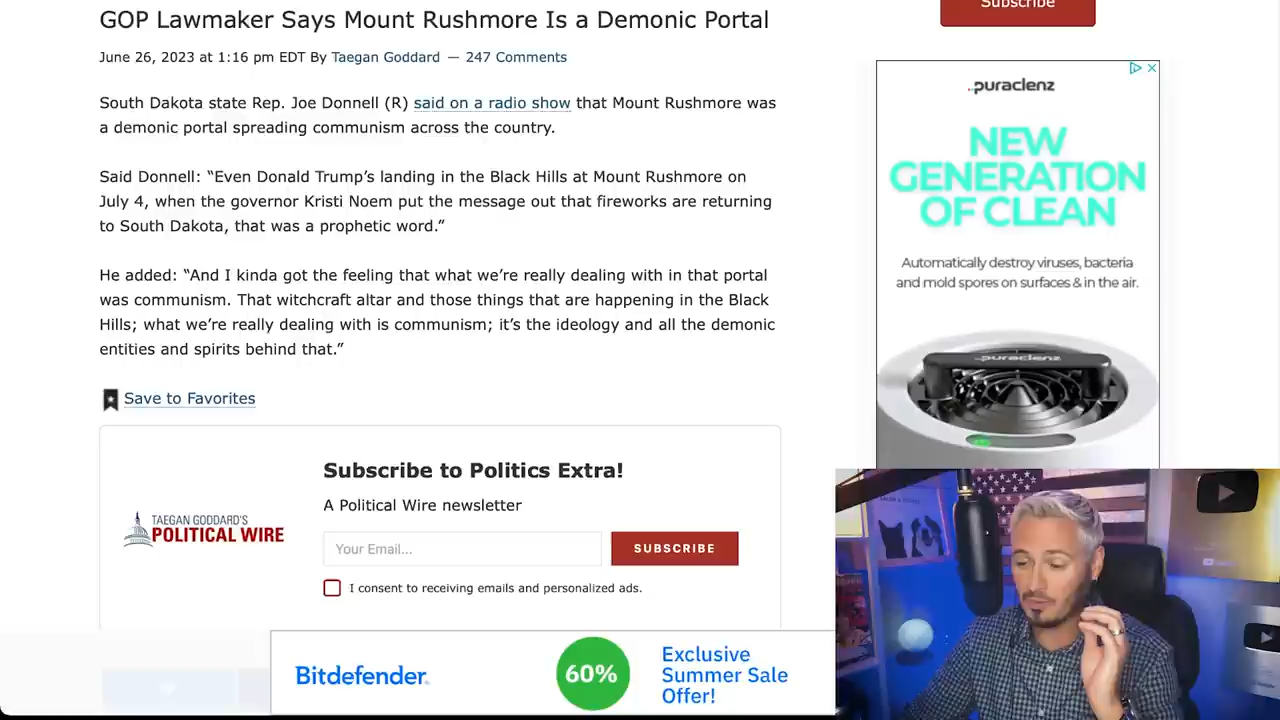 GOP Lawmaker Says Mount Rushmore Is a Demonic Portal
June 26, 2023 at 1:16 pm EDT By Taegan Goddard — 247 Comments
South Dakota state Rep. Joe Donnell (R) said on a radio show that Mount Rushmore was
a demonic portal spreading communism across the country.
Said Donnell: “Even Donald Trump’s landing in the Black Hills at Mount Rushmore on
July 4, when the governor Kristi Noem put the message out that fireworks are returning
to South Dakota, that was a prophetic word.”
He added: “And I kinda got the feeling that what we’re really dealing with in that portal
was communism. That witchcraft altar and those things that are happening in the Black
Hills; what we’re really dealing with is communism; it’s the ideology and all the demonic
entities and spirits behind that.”
Save to Favorites
Subscribe to Politics Extra!
A Political Wire newsletter
TAEGAN GODDARD'S
POLITICAL WIRE
Your Email...
SUBSCRIBE
I consent to receiving emails and personalized ads.
Subscribe
puraclenz
NEW
GENERATION
OF CLEAN
Automatically destroy viruses, bacteria
and mold spores on surfaces & in the air.
puraclenz
Bitdefender
60%
Exclusive
Summer Sale
Offer!